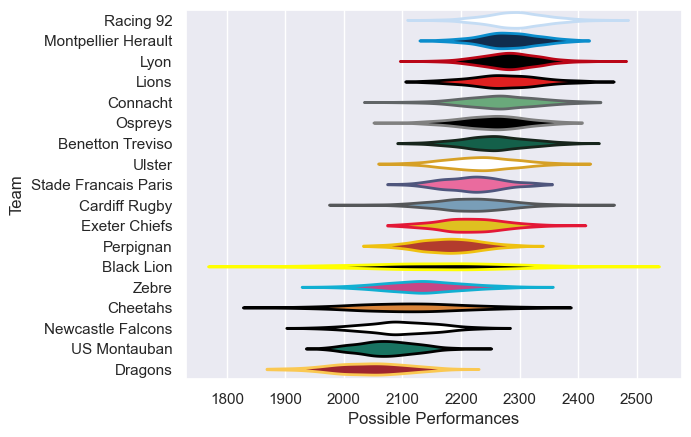 Racing 92
Montpellier Herault
Lyon
Lions
Connacht
Ospreys
Benetton Treviso
Ulster
Stade Francais Paris
Cardiff Rugby
Exeter Chiefs
Perpignan
Black Lion
Zebre
Cheetahs
Newcastle Falcons
US Montauban
Dragons
Team
1800 1900 2000 2100 2200 2300 2400 2500
Possible Performances